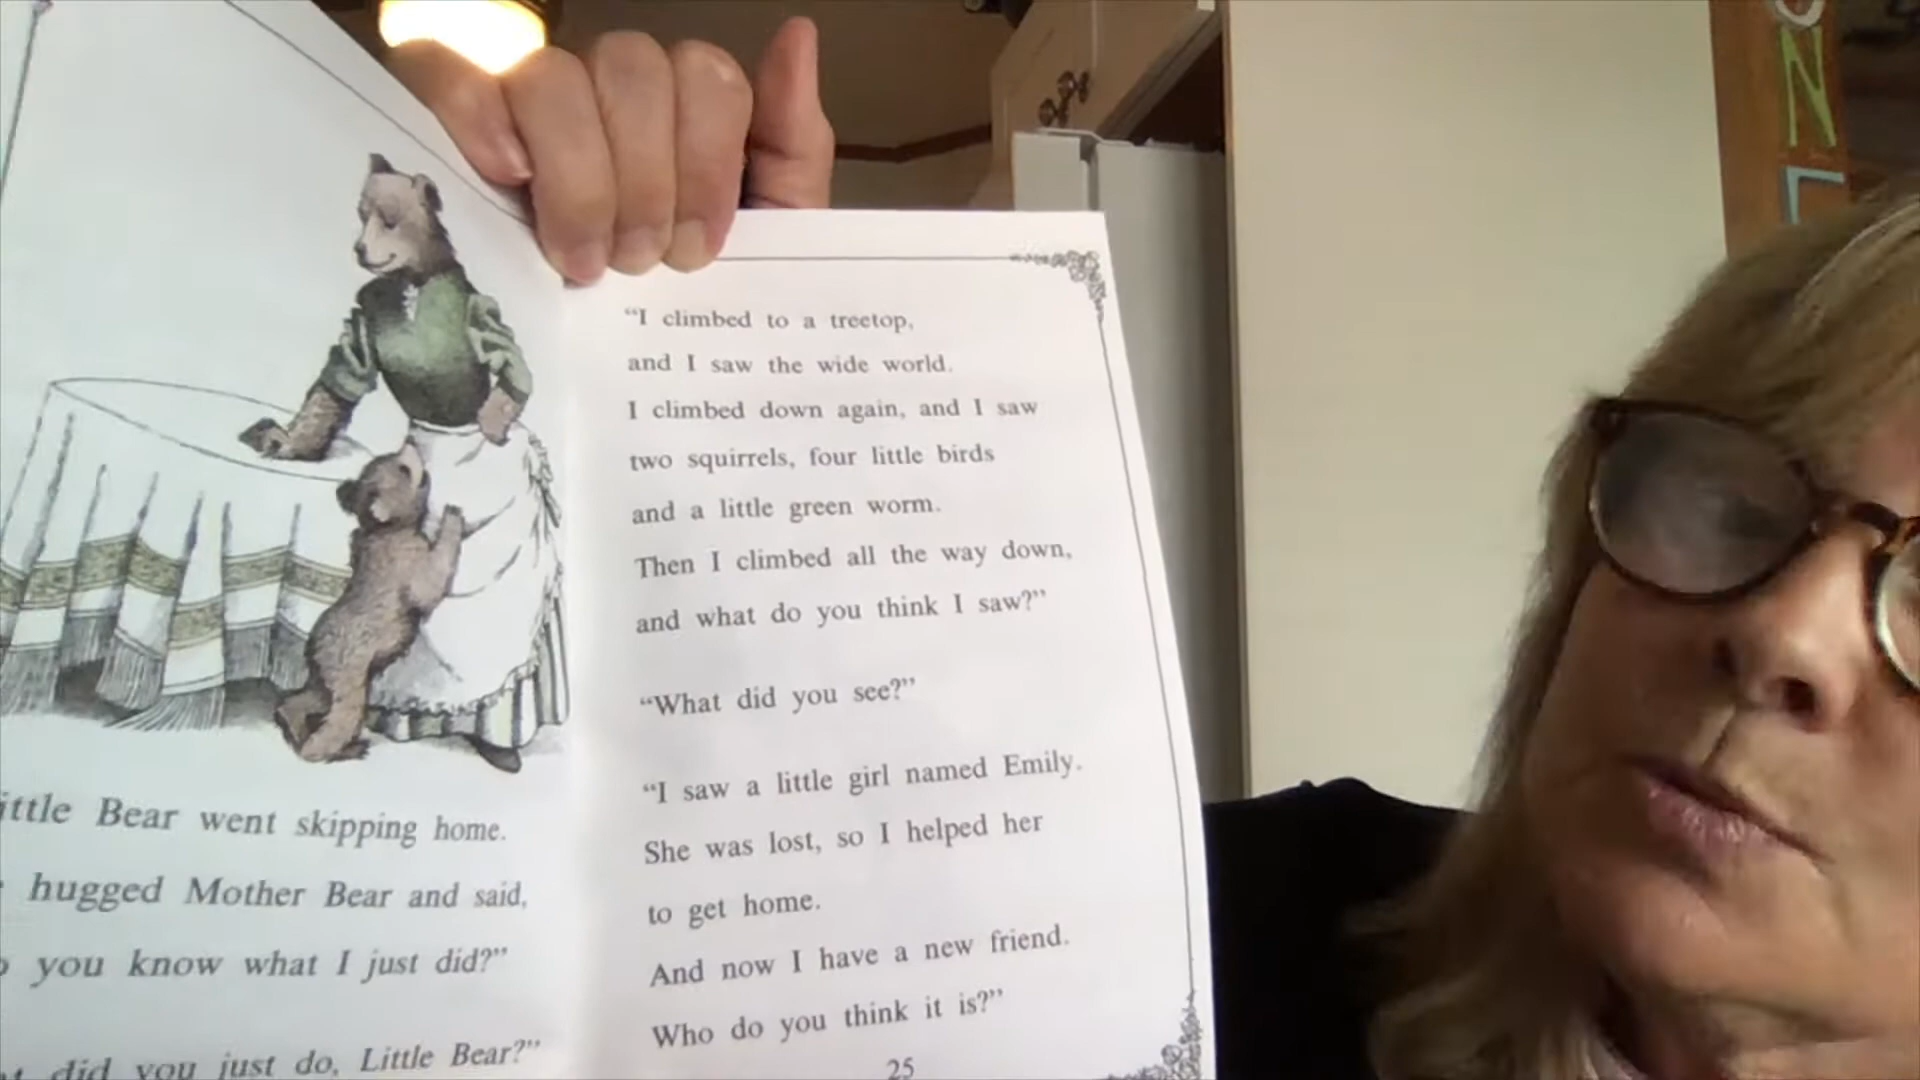 Little Bear went skipping home.
hugged Mother Bear and said,
you know what I just did?”
did you just do, Little Bear?”
“I climbed to a treetop,
and I saw the wide world.
I climbed down again, and I saw
two squirrels, four little birds
and a little green worm.
Then I climbed all the way down,
and what do you think I saw?”
“What did you see?”
“I saw a little girl named Emily.
She was lost, so I helped her
to get home.
And now I have a new friend.
Who do you think it is?”
25